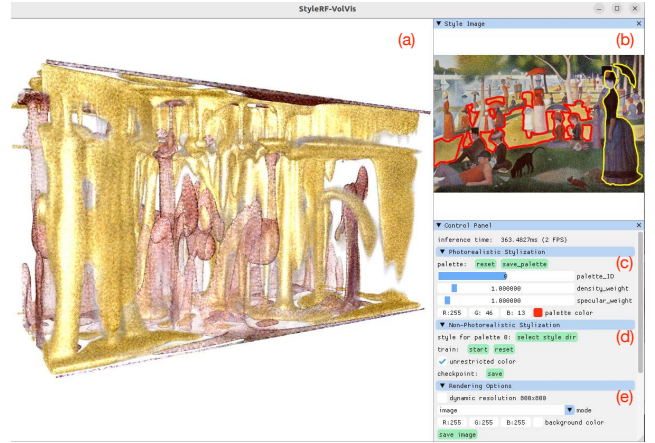 StyleRF-VolVis
(a)
▼ Style Image
(b)
▼ Control Panel
inference time: 363.4827ms (2 FPS)
▼ Photorealistic Stylization
palette: reset save_palette
(c)
0 palette_ID
1.000000 density_weight
1.000000 specular_weight
R:255 G: 46 B: 13 palette color
▼ Non-Photorealistic Stylization
style for palette 0: select style dir
(d)
train: start reset
✓ unrestricted color
checkpoint: save
▼ Rendering Options
dynamic resolution 800x800
(e)
image ▼ mode
R:255 G:255 B:255 background color
save image